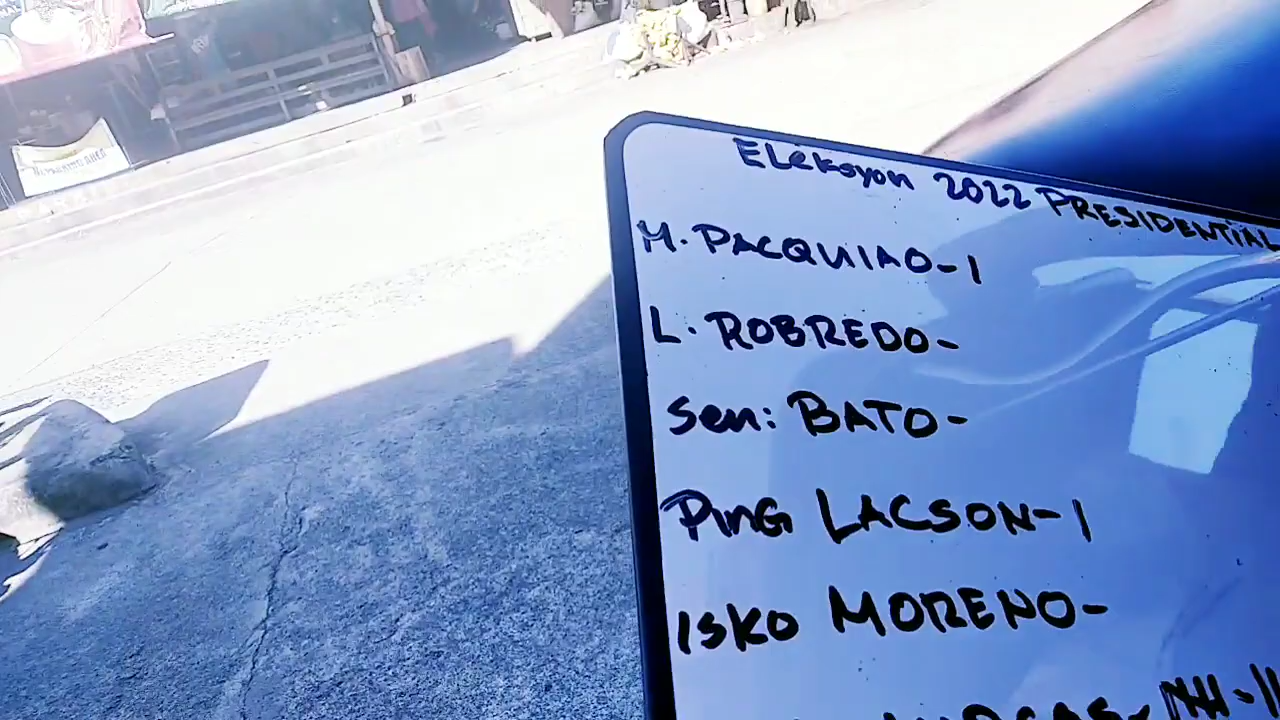 ELeksyon 2022 PRESIDENTIAL
M. PACQUIAO-1
L. ROBREDO-
Sen: BATO-
PinG LACSON-1
ISKO MORENO-